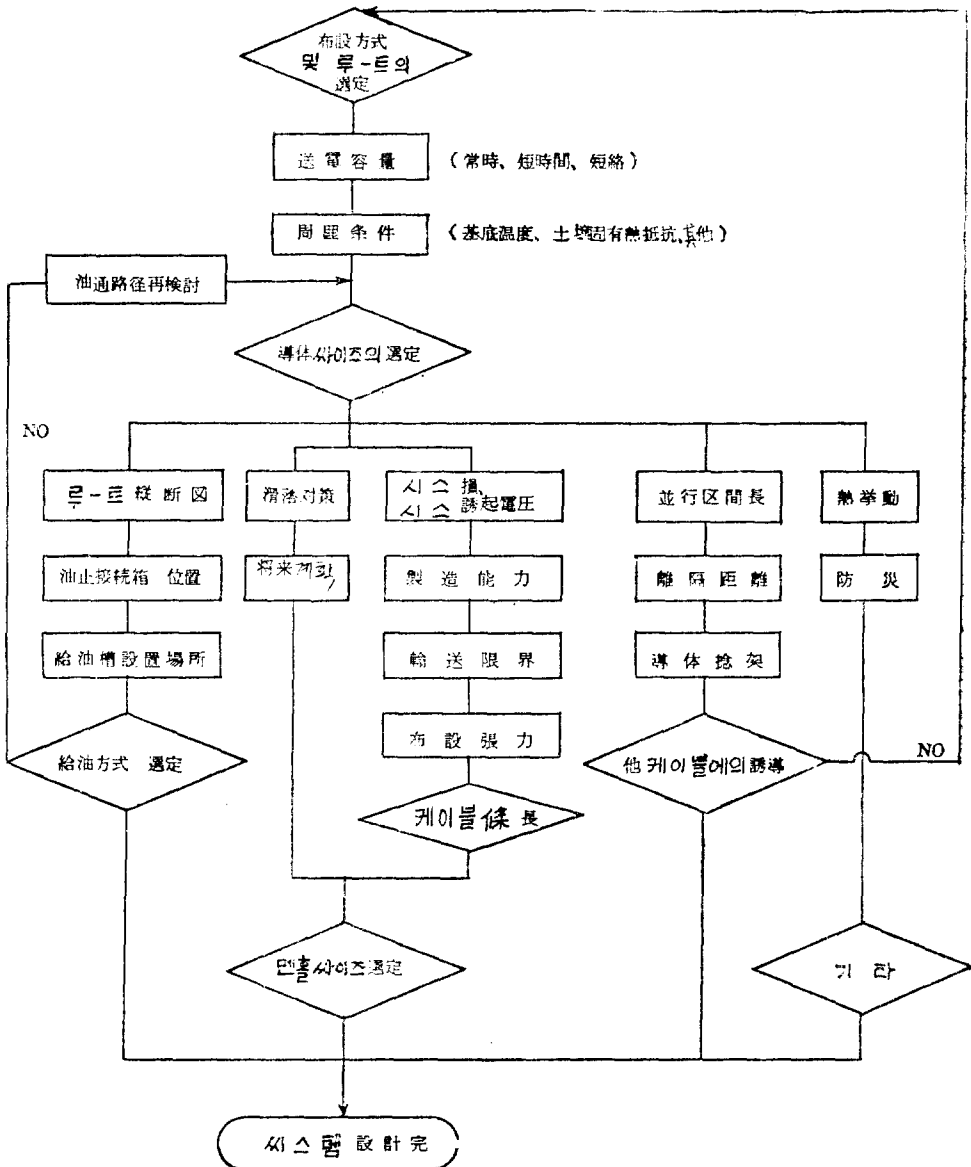 布設方式
및 루-트의
選定
送電容量 (常時、短時間、短絡)
周囲条件 (基底温度、土壌固有熱抵抗、其他)
油通路径再検討
導体싸이즈의選定
NO
루-트縦断図
滑落対策
시스損、
시스誘起電圧
並行区間長
熱挙動
油止接続箱 位置
将来계획
製造能力
離隔距離
防災
給油槽設置場所
輸送限界
導体捻架
布設張力
給油方式 選定
他케이블에의誘導
NO
케이블條長
맨홀싸이즈選定
기타
씨스템設計完